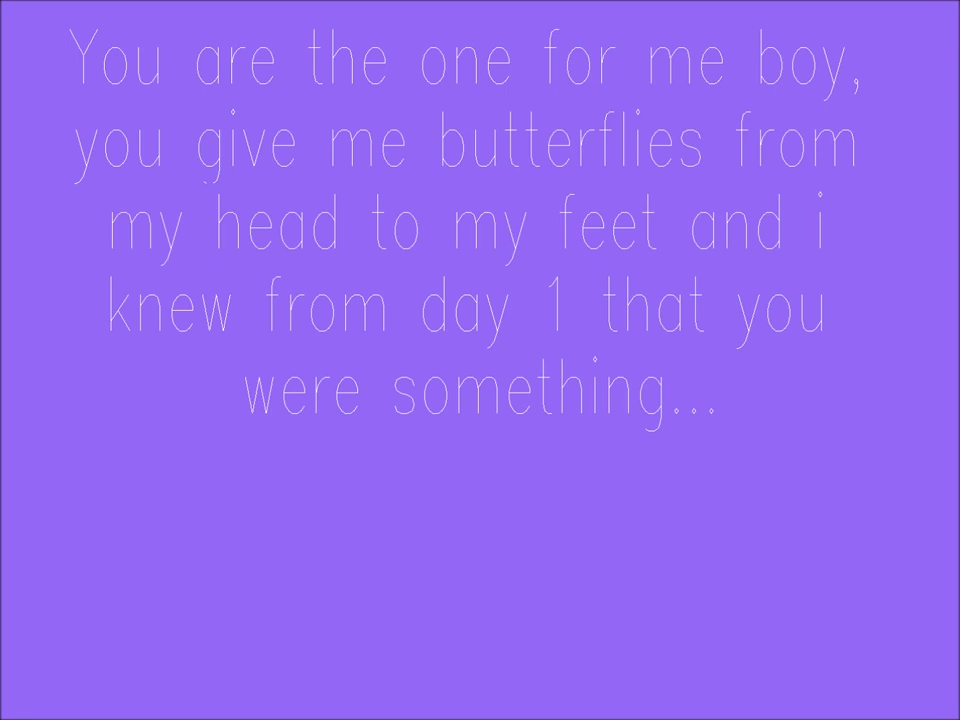 You are the one for me boy,
you give me butterflies from
my head to my feet and i
knew from day 1 that you
were something...